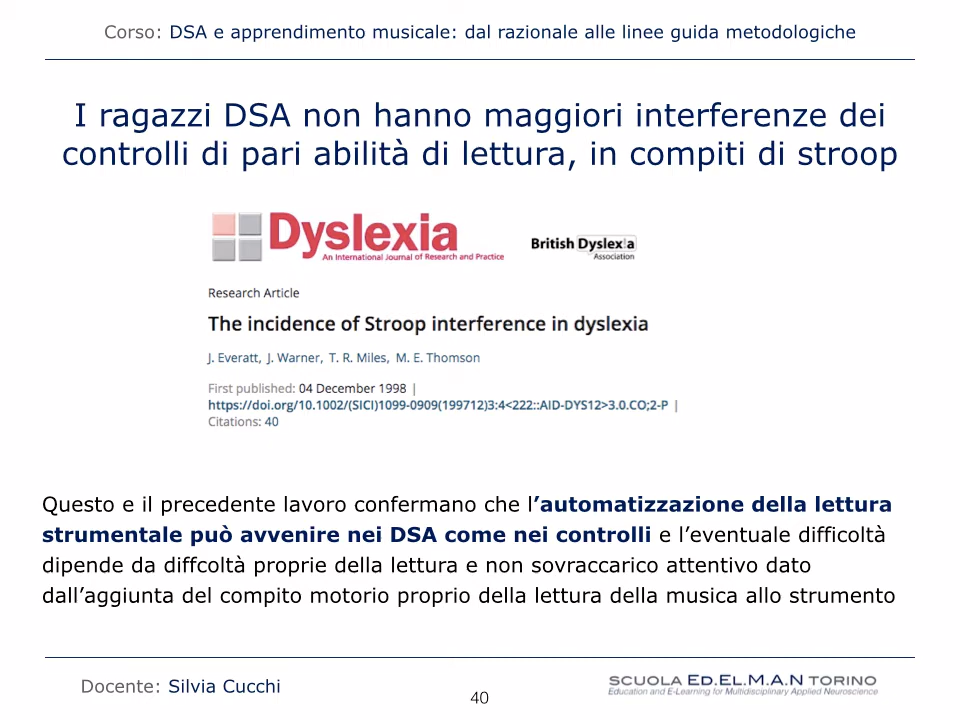 Corso: DSA e apprendimento musicale: dal razionale alle linee guida metodologiche
I ragazzi DSA non hanno maggiori interferenze dei
controlli di pari abilità di lettura, in compiti di stroop
Dyslexia
An International Journal of Research and Practice
British Dyslexia
Association
Research Article
The incidence of Stroop interference in dyslexia
J. Everatt, J. Warner, T. R. Miles, M. E. Thomson
First published: 04 December 1998 |
https://doi.org/10.1002/(SICI)1099-0909(199712)3:4<222::AID-DYS12>3.0.CO;2-P |
Citations: 40
Questo e il precedente lavoro confermano che l’automatizzazione della lettura
strumentale può avvenire nei DSA come nei controlli e l’eventuale difficoltà
dipende da diffcoltà proprie della lettura e non sovraccarico attentivo dato
dall’aggiunta del compito motorio proprio della lettura della musica allo strumento
Docente: Silvia Cucchi
40
SCUOLA ED.EL.M.A.N TORINO
Education and E-Learning for Multidisciplinary Applied Neuroscience